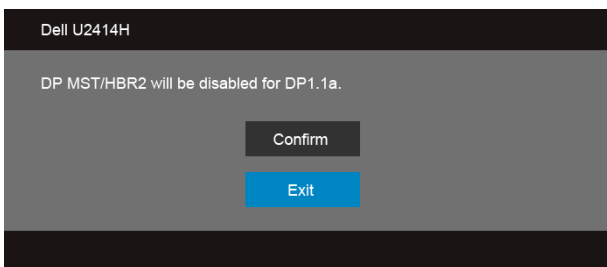 Dell U2414H
DP MST/HBR2 will be disabled for DP1.1a.
Confirm
Exit